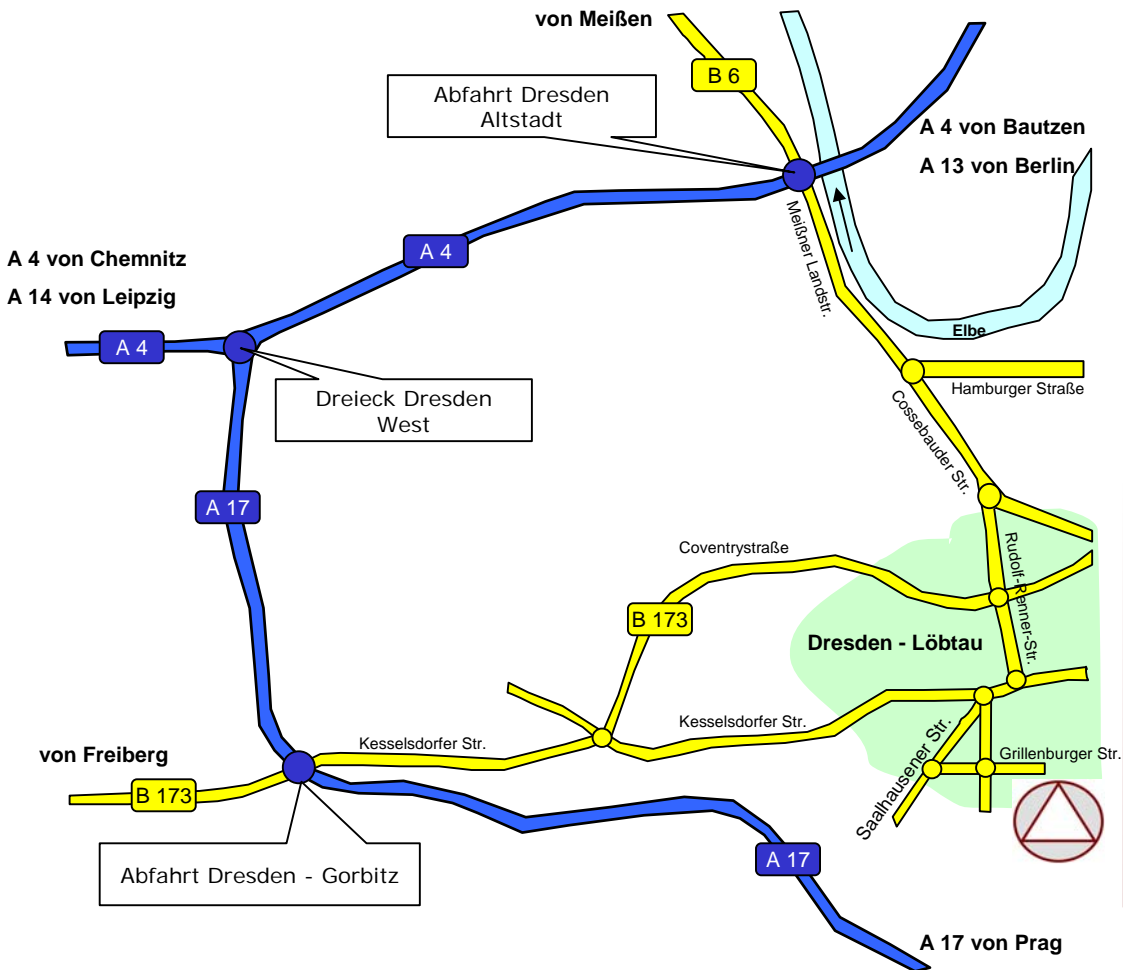 von Meißen
B 6
Abfahrt Dresden
Altstadt
A 4 von Bautzen
A 13 von Berlin
Meißner Landstr.
A 4
A 4 von Chemnitz
A 14 von Leipzig
A 4
Elbe
Dreieck Dresden
West
Hamburger Straße
Cossebauder Str.
A 17
Coventrystraße
Rudolf-Renner-Str.
B 173
Dresden - Löbtau
Kesselsdorfer Str.
Kesselsdorfer Str.
von Freiberg
Saalhausener Str.
Grillenburger Str.
B 173
Abfahrt Dresden - Gorbitz
A 17
A 17 von Prag